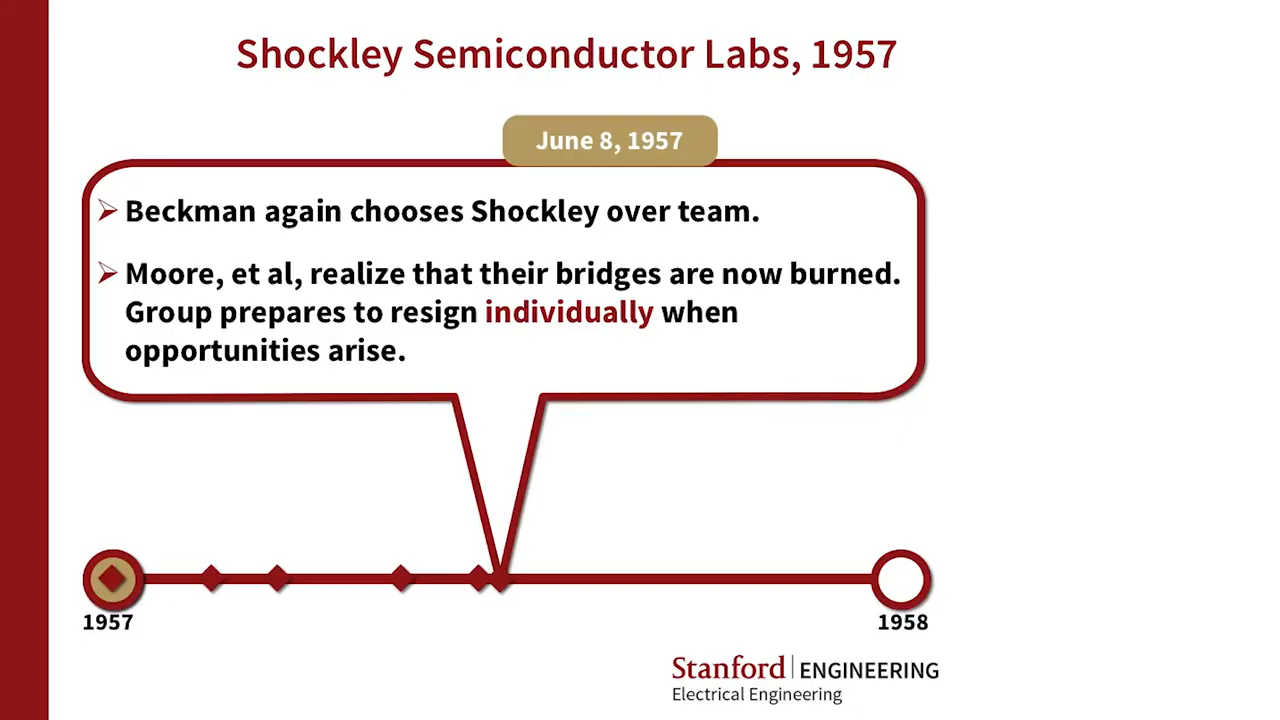 Shockley Semiconductor Labs, 1957
June 8, 1957
➢ Beckman again chooses Shockley over team.
➢ Moore, et al, realize that their bridges are now burned.
Group prepares to resign individually when
opportunities arise.
1957
1958
Stanford | ENGINEERING
Electrical Engineering